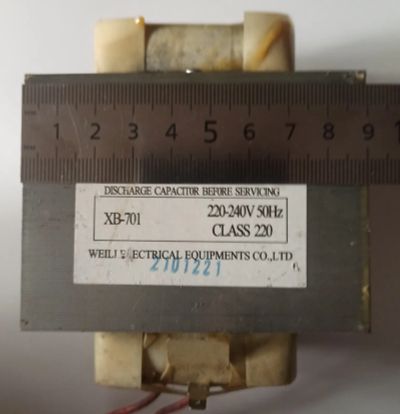 1 2 3 4 5 6 7 8 9 1
DISCHARGE CAPACITOR BEFORE SERVICING
XB-701
220-240V 50Hz
CLASS 220
WEILI ELECTRICAL EQUIPMENTS CO.,LTD
2101221